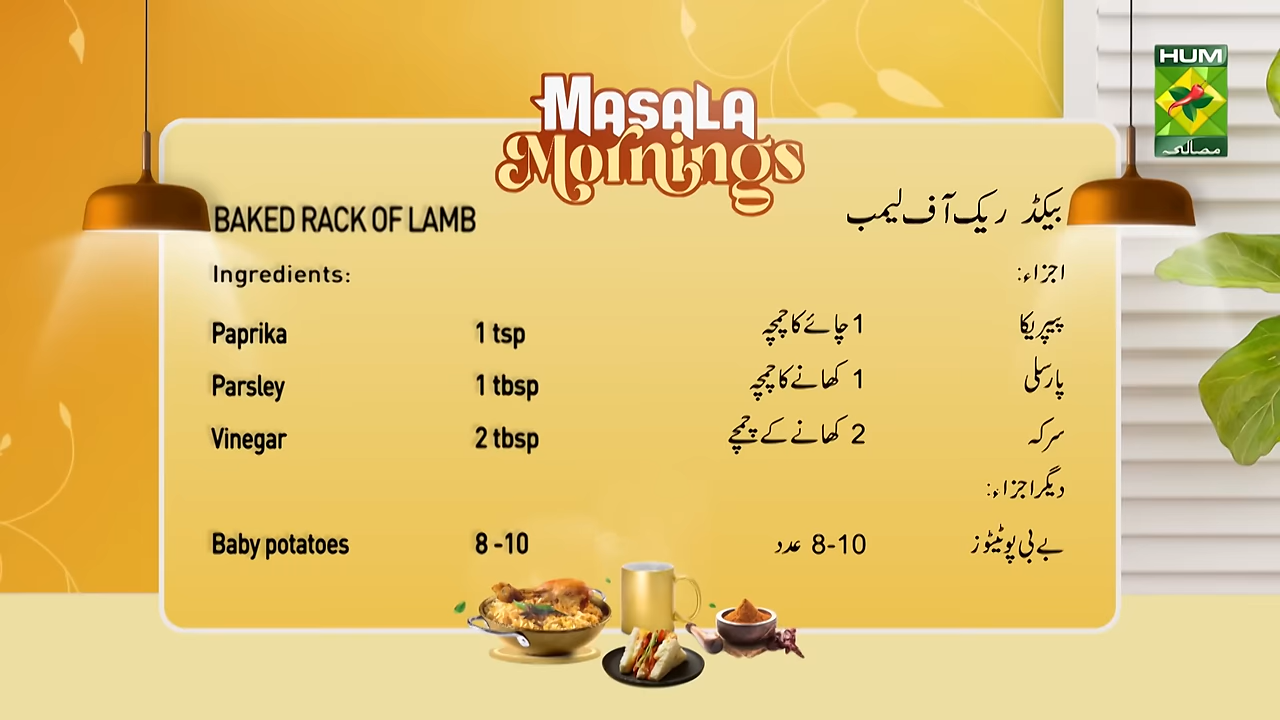 HUM
مصالحہ
MASALA
Mornings
BAKED RACK OF LAMB بیکڈ ریک آف لیمب
Ingredients: اجزاء:
Paprika 1 tsp پیپریکا 1 چائے کا چمچہ
Parsley 1 tbsp پارسلی 1 کھانے کا چمچہ
Vinegar 2 tbsp سرکہ 2 کھانے کے چمچے
دیگر اجزاء:
Baby potatoes 8 -10 بے بی پوٹیٹوز 8-10 عدد